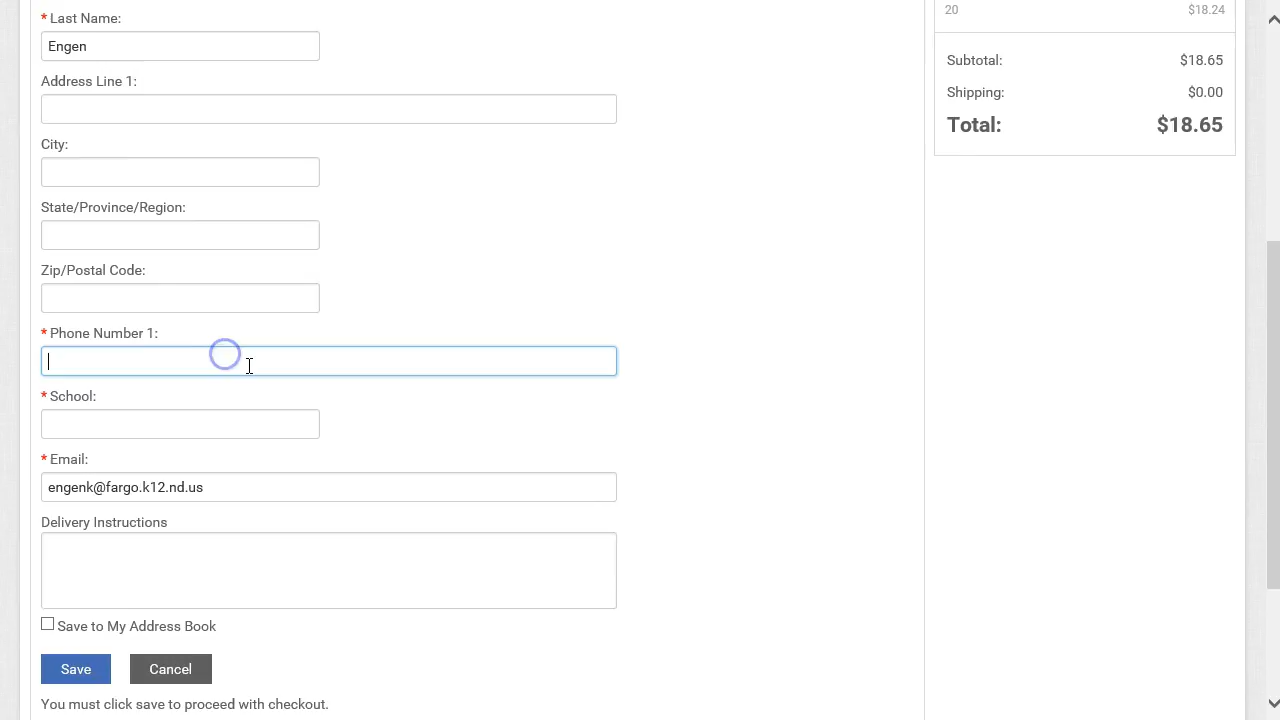 * Last Name:
Engen
Address Line 1:
City:
State/Province/Region:
Zip/Postal Code:
* Phone Number 1:
* School:
* Email:
engenk@fargo.k12.nd.us
Delivery Instructions
Save to My Address Book
Save Cancel
You must click save to proceed with checkout.
20 $18.24
Subtotal: $18.65
Shipping: $0.00
Total: $18.65